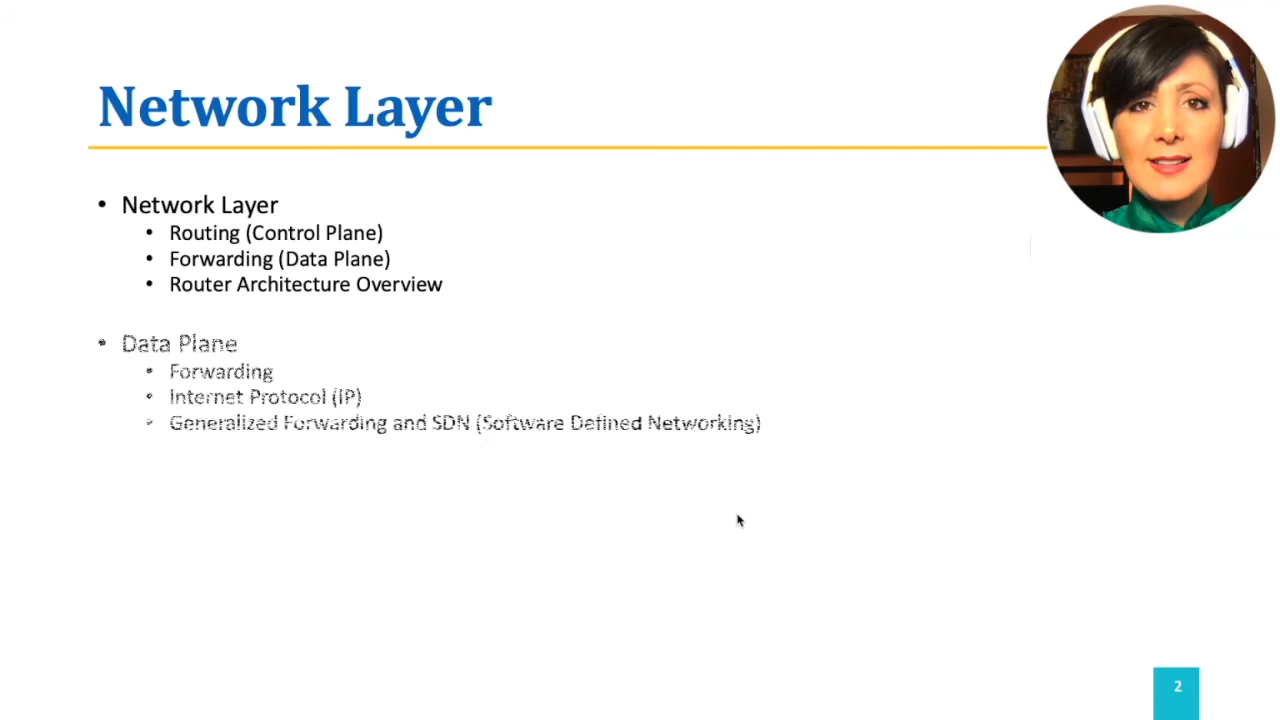 Network Layer
• Network Layer
• Routing (Control Plane)
• Forwarding (Data Plane)
• Router Architecture Overview
• Data Plane
• Forwarding
• Internet Protocol (IP)
• Generalized Forwarding and SDN (Software Defined Networking)
2